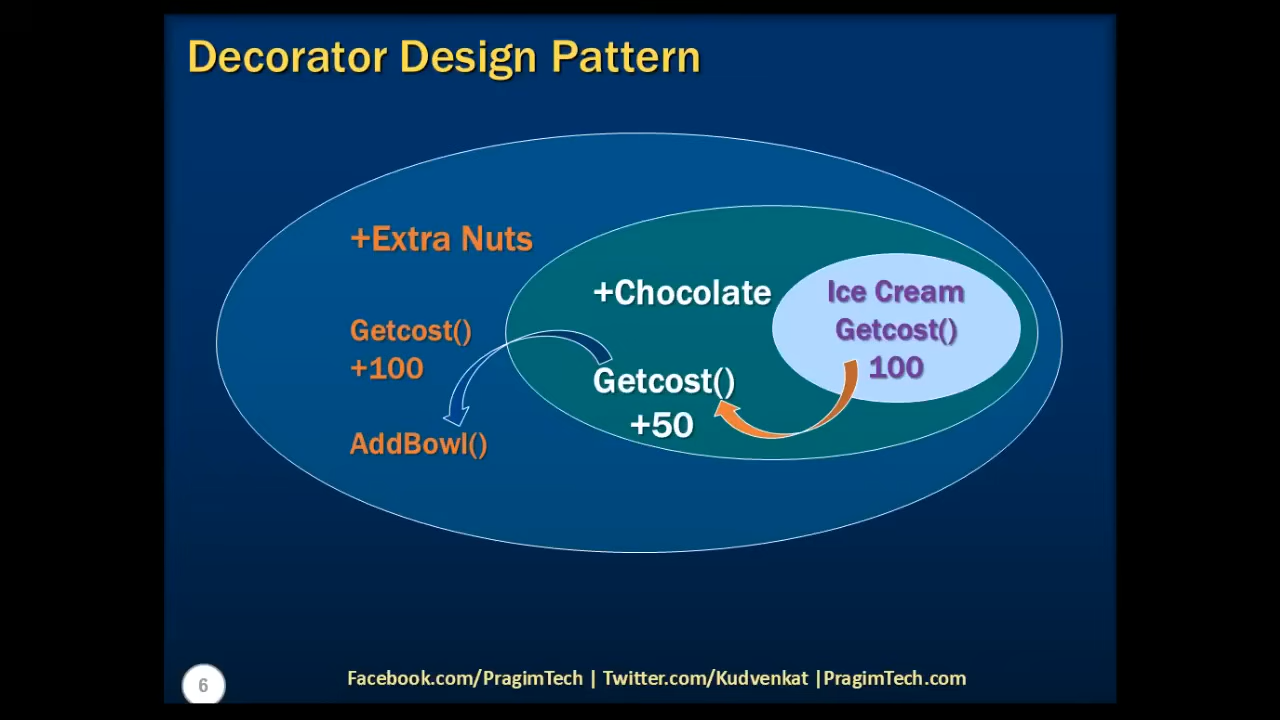 Decorator Design Pattern
+Extra Nuts
Getcost()
+100
AddBowl()
+Chocolate
Getcost()
+50
Ice Cream
Getcost()
100
6
Facebook.com/PragimTech | Twitter.com/Kudvenkat |PragimTech.com